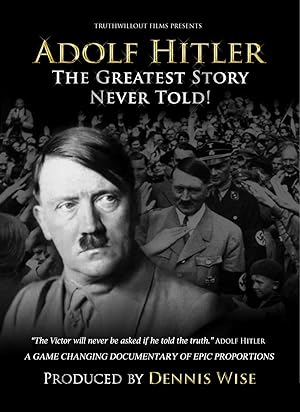 TRUTHWILLOUT FILMS PRESENTS
ADOLF HITLER
THE GREATEST STORY
NEVER TOLD!
"The Victor will never be asked if he told the truth." ADOLF HITLER
A GAME CHANGING DOCUMENTARY OF EPIC PROPORTIONS
PRODUCED BY DENNIS WISE